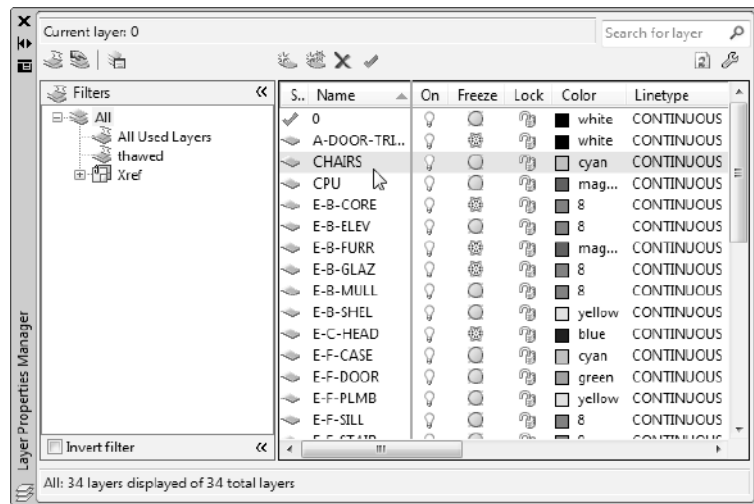 Current layer: 0
Search for layer
Filters
S.. Name On Freeze Lock Color Linetype
All
All Used Layers
thawed
Xref
0 white CONTINUOUS
A-DOOR-TRI... white CONTINUOUS
CHAIRS cyan CONTINUOUS
CPU mag... CONTINUOUS
E-B-CORE 8 CONTINUOUS
E-B-ELEV 8 CONTINUOUS
E-B-FURR mag... CONTINUOUS
E-B-GLAZ 8 CONTINUOUS
E-B-MULL 8 CONTINUOUS
E-B-SHEL yellow CONTINUOUS
E-C-HEAD blue CONTINUOUS
E-F-CASE cyan CONTINUOUS
E-F-DOOR green CONTINUOUS
E-F-PLMB yellow CONTINUOUS
E-F-SILL 8 CONTINUOUS
E-F-STAIR 8 CONTINUOUS
Invert filter
Layer Properties Manager
All: 34 layers displayed of 34 total layers